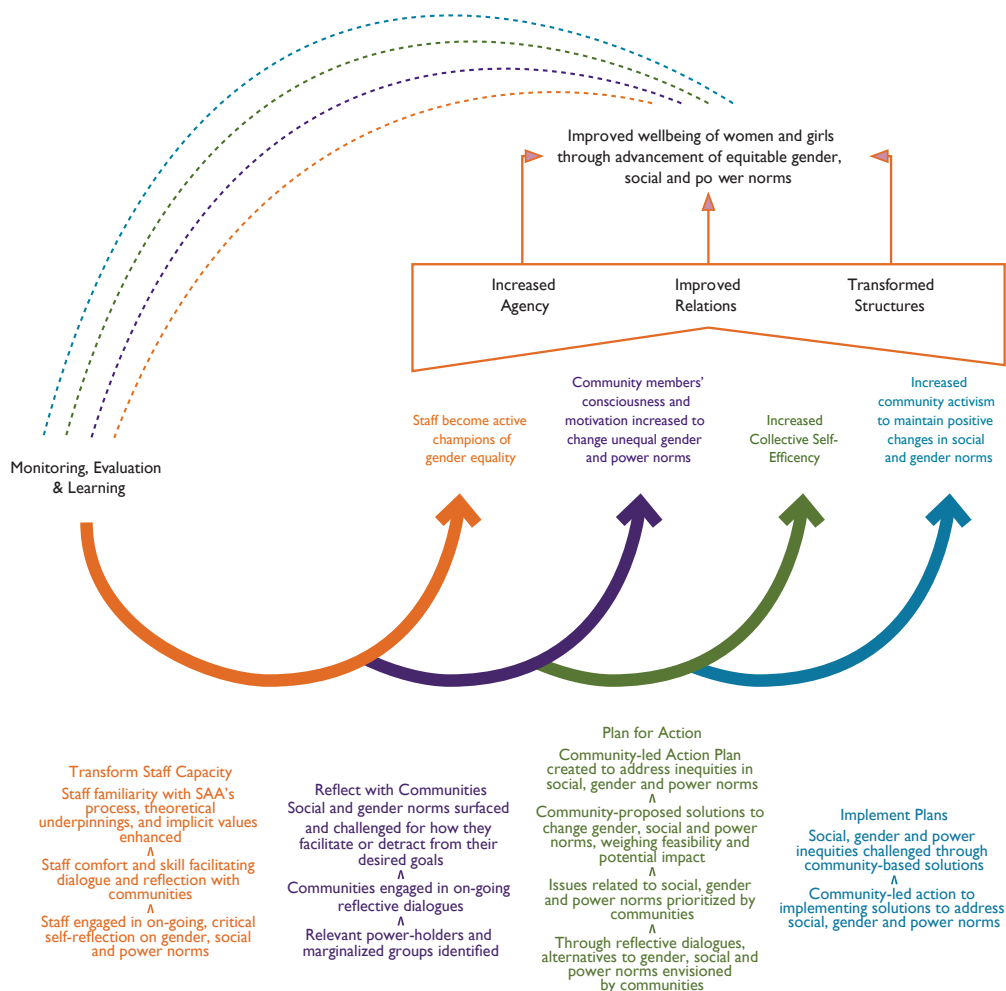 Improved wellbeing of women and girls
through advancement of equitable gender,
social and po wer norms
Increased
Agency
Improved
Relations
Transformed
Structures
Staff become active
champions of
gender equality
Community members’
consciousness and
motivation increased to
change unequal gender
and power norms
Increased
Collective Self-
Efficency
Increased
community activism
to maintain positive
changes in social
and gender norms
Monitoring, Evaluation
& Learning
Transform Staff Capacity
Staff familiarity with SAA’s
process, theoretical
underpinnings, and implicit values
enhanced
^
Staff comfort and skill facilitating
dialogue and reflection with
communities
^
Staff engaged in on-going, critical
self-reflection on gender, social
and power norms
Reflect with Communities
Social and gender norms surfaced
and challenged for how they
facilitate or detract from their
desired goals
^
Communities engaged in on-going
reflective dialogues
^
Relevant power-holders and
marginalized groups identified
Plan for Action
Community-led Action Plan
created to address inequities in
social, gender and power norms
^
Community-proposed solutions to
change gender, social and power
norms, weighing feasibility and
potential impact
^
Issues related to social, gender
and power norms prioritized by
communities
^
Through reflective dialogues,
alternatives to gender, social and
power norms envisioned
by communities
Implement Plans
Social, gender and power
inequities challenged through
community-based solutions
^
Community-led action to
implementing solutions to address
social, gender and power norms